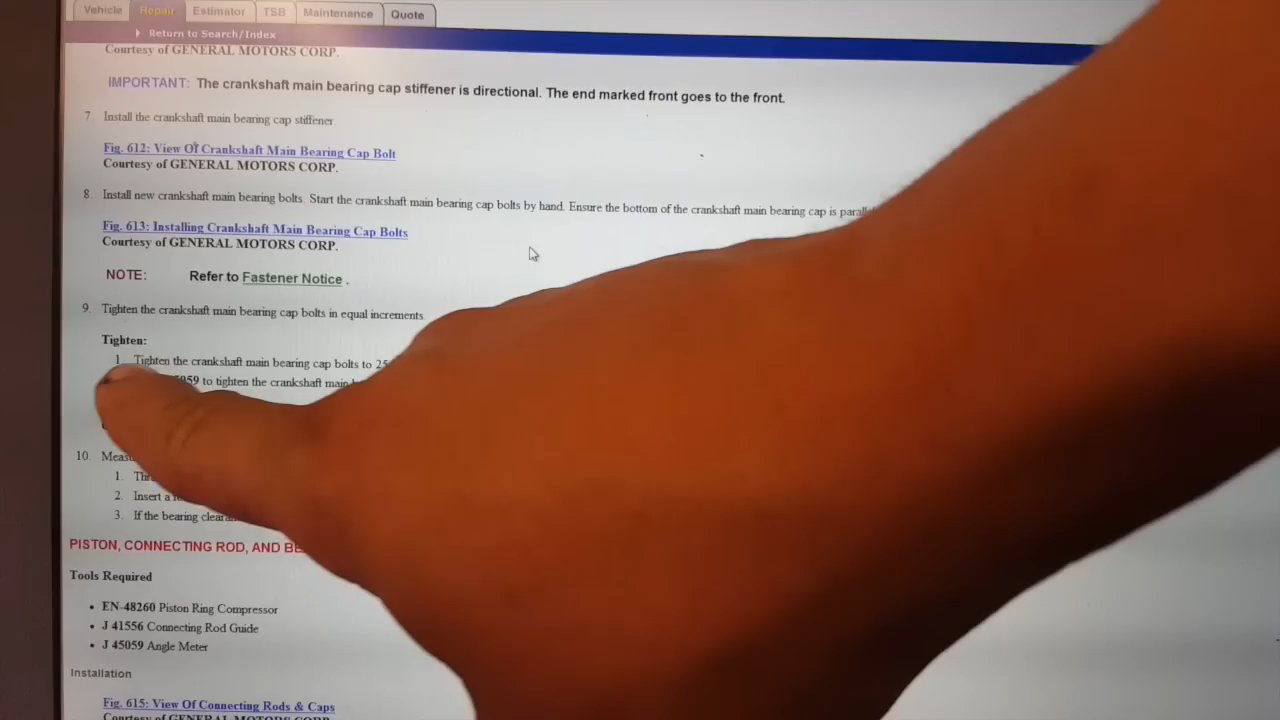 Vehicle Repair Estimator TSB Maintenance Quote
Return to Search/Index
Courtesy of GENERAL MOTORS CORP.
IMPORTANT: The crankshaft main bearing cap stiffener is directional. The end marked front goes to the front.
7. Install the crankshaft main bearing cap stiffener.
Fig. 612: View Of Crankshaft Main Bearing Cap Bolt
Courtesy of GENERAL MOTORS CORP.
8. Install new crankshaft main bearing bolts. Start the crankshaft main bearing cap bolts by hand. Ensure the bottom of the crankshaft main bearing cap is
Fig. 613: Installing Crankshaft Main Bearing Cap Bolts
Courtesy of GENERAL MOTORS CORP.
NOTE: Refer to Fastener Notice .
9. Tighten the crankshaft main bearing cap bolts in equal increments.
Tighten:
1. Tighten the crankshaft main bearing cap bolts to 25
to tighten the crankshaft main
10.
1.
2. Insert a
3. If the bearing
PISTON, CONNECTING ROD, AND
Tools Required
• EN-48260 Piston Ring Compressor
• J 41556 Connecting Rod Guide
• J 45059 Angle Meter
Installation
Fig. 615: View Of Connecting Rods & Caps
Courtesy of GENERAL MOTORS CORP.